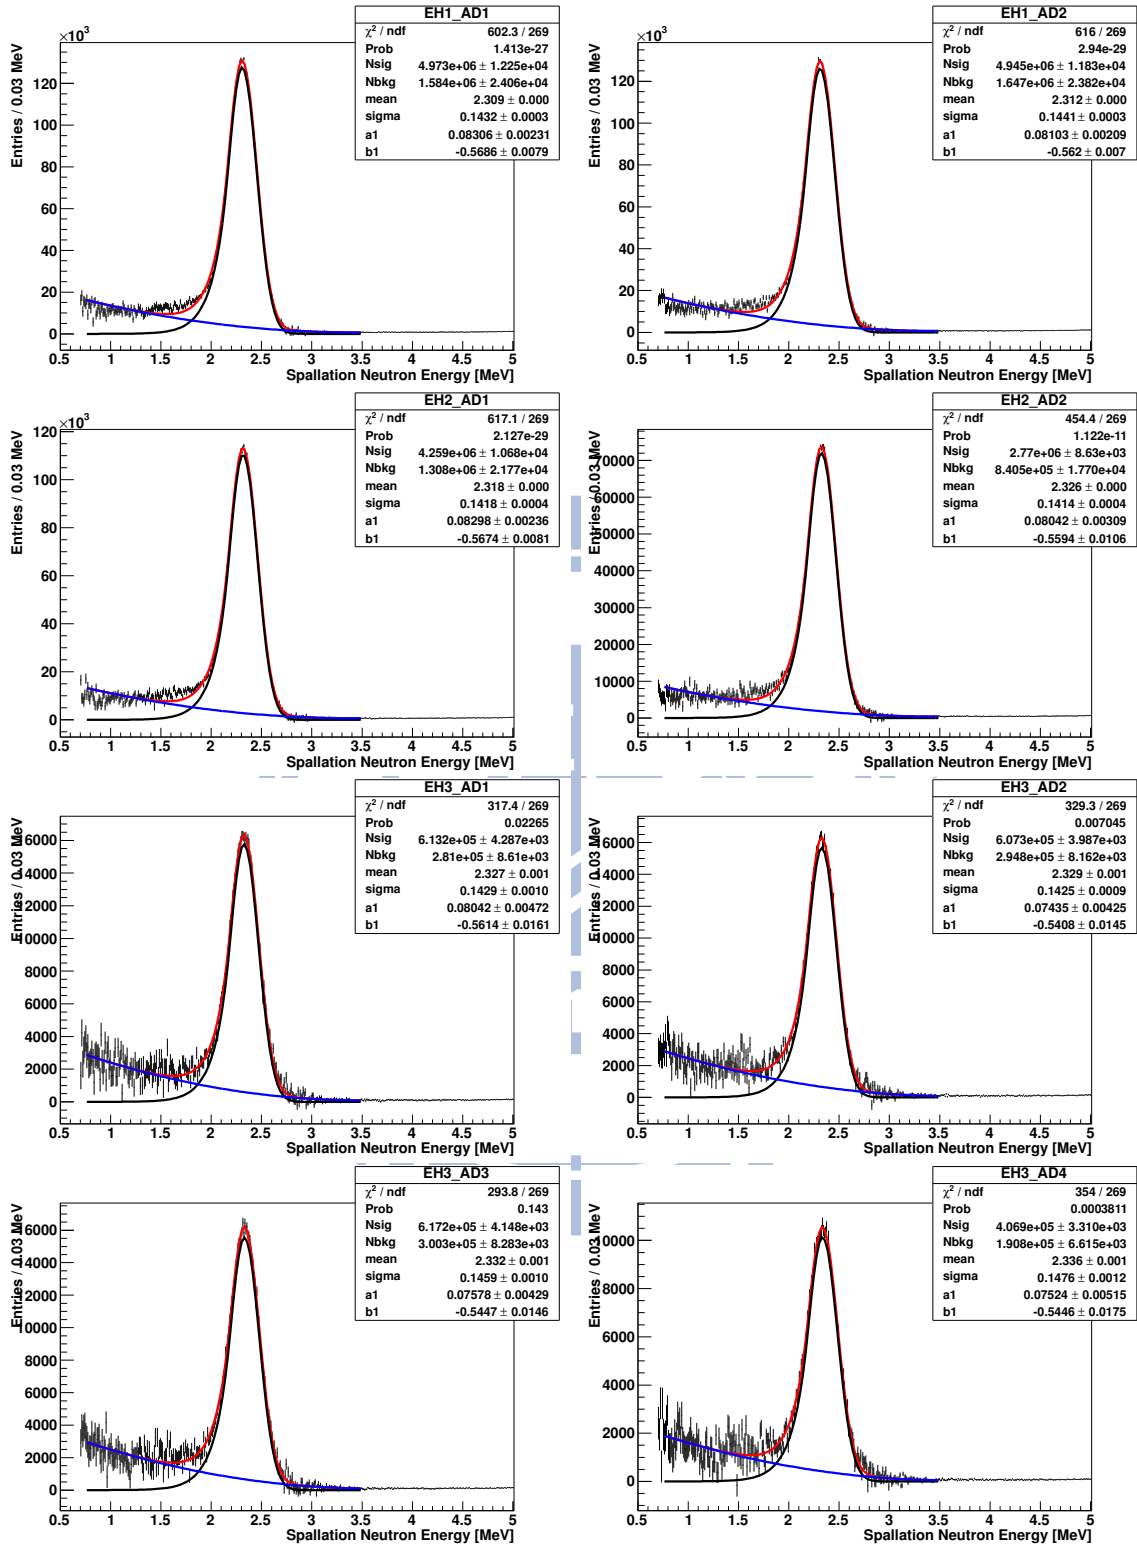 EH1_AD1
χ² / ndf 602.3 / 269
Prob 1.413e-27
Nsig 4.973e+06 ± 1.225e+04
Nbkg 1.584e+06 ± 2.406e+04
mean 2.309 ± 0.000
sigma 0.1432 ± 0.0003
a1 0.08306 ± 0.00231
b1 -0.5686 ± 0.0079
×10³
Entries / 0.03 MeV
120
100
80
60
40
20
0
0.5 1 1.5 2 2.5 3 3.5 4 4.5 5
Spallation Neutron Energy [MeV]
EH1_AD2
χ² / ndf 616 / 269
Prob 2.94e-29
Nsig 4.945e+06 ± 1.183e+04
Nbkg 1.647e+06 ± 2.382e+04
mean 2.312 ± 0.000
sigma 0.1441 ± 0.0003
a1 0.08103 ± 0.00209
b1 -0.562 ± 0.007
×10³
Entries / 0.03 MeV
120
100
80
60
40
20
0
0.5 1 1.5 2 2.5 3 3.5 4 4.5 5
Spallation Neutron Energy [MeV]
EH2_AD1
χ² / ndf 617.1 / 269
Prob 2.127e-29
Nsig 4.259e+06 ± 1.068e+04
Nbkg 1.308e+06 ± 2.177e+04
mean 2.318 ± 0.000
sigma 0.1418 ± 0.0004
a1 0.08298 ± 0.00236
b1 -0.5674 ± 0.0081
×10³
Entries / 0.03 MeV
120
100
80
60
40
20
0
0.5 1 1.5 2 2.5 3 3.5 4 4.5 5
Spallation Neutron Energy [MeV]
EH2_AD2
χ² / ndf 454.4 / 269
Prob 1.122e-11
Nsig 2.77e+06 ± 8.63e+03
Nbkg 8.405e+05 ± 1.770e+04
mean 2.326 ± 0.000
sigma 0.1414 ± 0.0004
a1 0.08042 ± 0.00309
b1 -0.5594 ± 0.0106
Entries / 0.03 MeV
70000
60000
50000
40000
30000
20000
10000
0
0.5 1 1.5 2 2.5 3 3.5 4 4.5 5
Spallation Neutron Energy [MeV]
EH3_AD1
χ² / ndf 317.4 / 269
Prob 0.02265
Nsig 6.132e+05 ± 4.287e+03
Nbkg 2.81e+05 ± 8.61e+03
mean 2.327 ± 0.001
sigma 0.1429 ± 0.0010
a1 0.08042 ± 0.00472
b1 -0.5614 ± 0.0161
Entries / 0.03 MeV
16000
14000
12000
10000
8000
6000
4000
2000
0
0.5 1 1.5 2 2.5 3 3.5 4 4.5 5
Spallation Neutron Energy [MeV]
EH3_AD2
χ² / ndf 329.3 / 269
Prob 0.007045
Nsig 6.073e+05 ± 3.987e+03
Nbkg 2.948e+05 ± 8.162e+03
mean 2.329 ± 0.001
sigma 0.1425 ± 0.0009
a1 0.07435 ± 0.00425
b1 -0.5408 ± 0.0145
Entries / 0.03 MeV
16000
14000
12000
10000
8000
6000
4000
2000
0
0.5 1 1.5 2 2.5 3 3.5 4 4.5 5
Spallation Neutron Energy [MeV]
EH3_AD3
χ² / ndf 293.8 / 269
Prob 0.143
Nsig 6.172e+05 ± 4.148e+03
Nbkg 3.003e+05 ± 8.283e+03
mean 2.332 ± 0.001
sigma 0.1459 ± 0.0010
a1 0.07578 ± 0.00429
b1 -0.5447 ± 0.0146
Entries / 0.03 MeV
16000
14000
12000
10000
8000
6000
4000
2000
0
0.5 1 1.5 2 2.5 3 3.5 4 4.5 5
Spallation Neutron Energy [MeV]
EH3_AD4
χ² / ndf 354 / 269
Prob 0.0003811
Nsig 4.069e+05 ± 3.310e+03
Nbkg 1.908e+05 ± 6.615e+03
mean 2.336 ± 0.001
sigma 0.1476 ± 0.0012
a1 0.07524 ± 0.00515
b1 -0.5446 ± 0.0175
Entries / 0.03 MeV
10000
8000
6000
4000
2000
0
0.5 1 1.5 2 2.5 3 3.5 4 4.5 5
Spallation Neutron Energy [MeV]